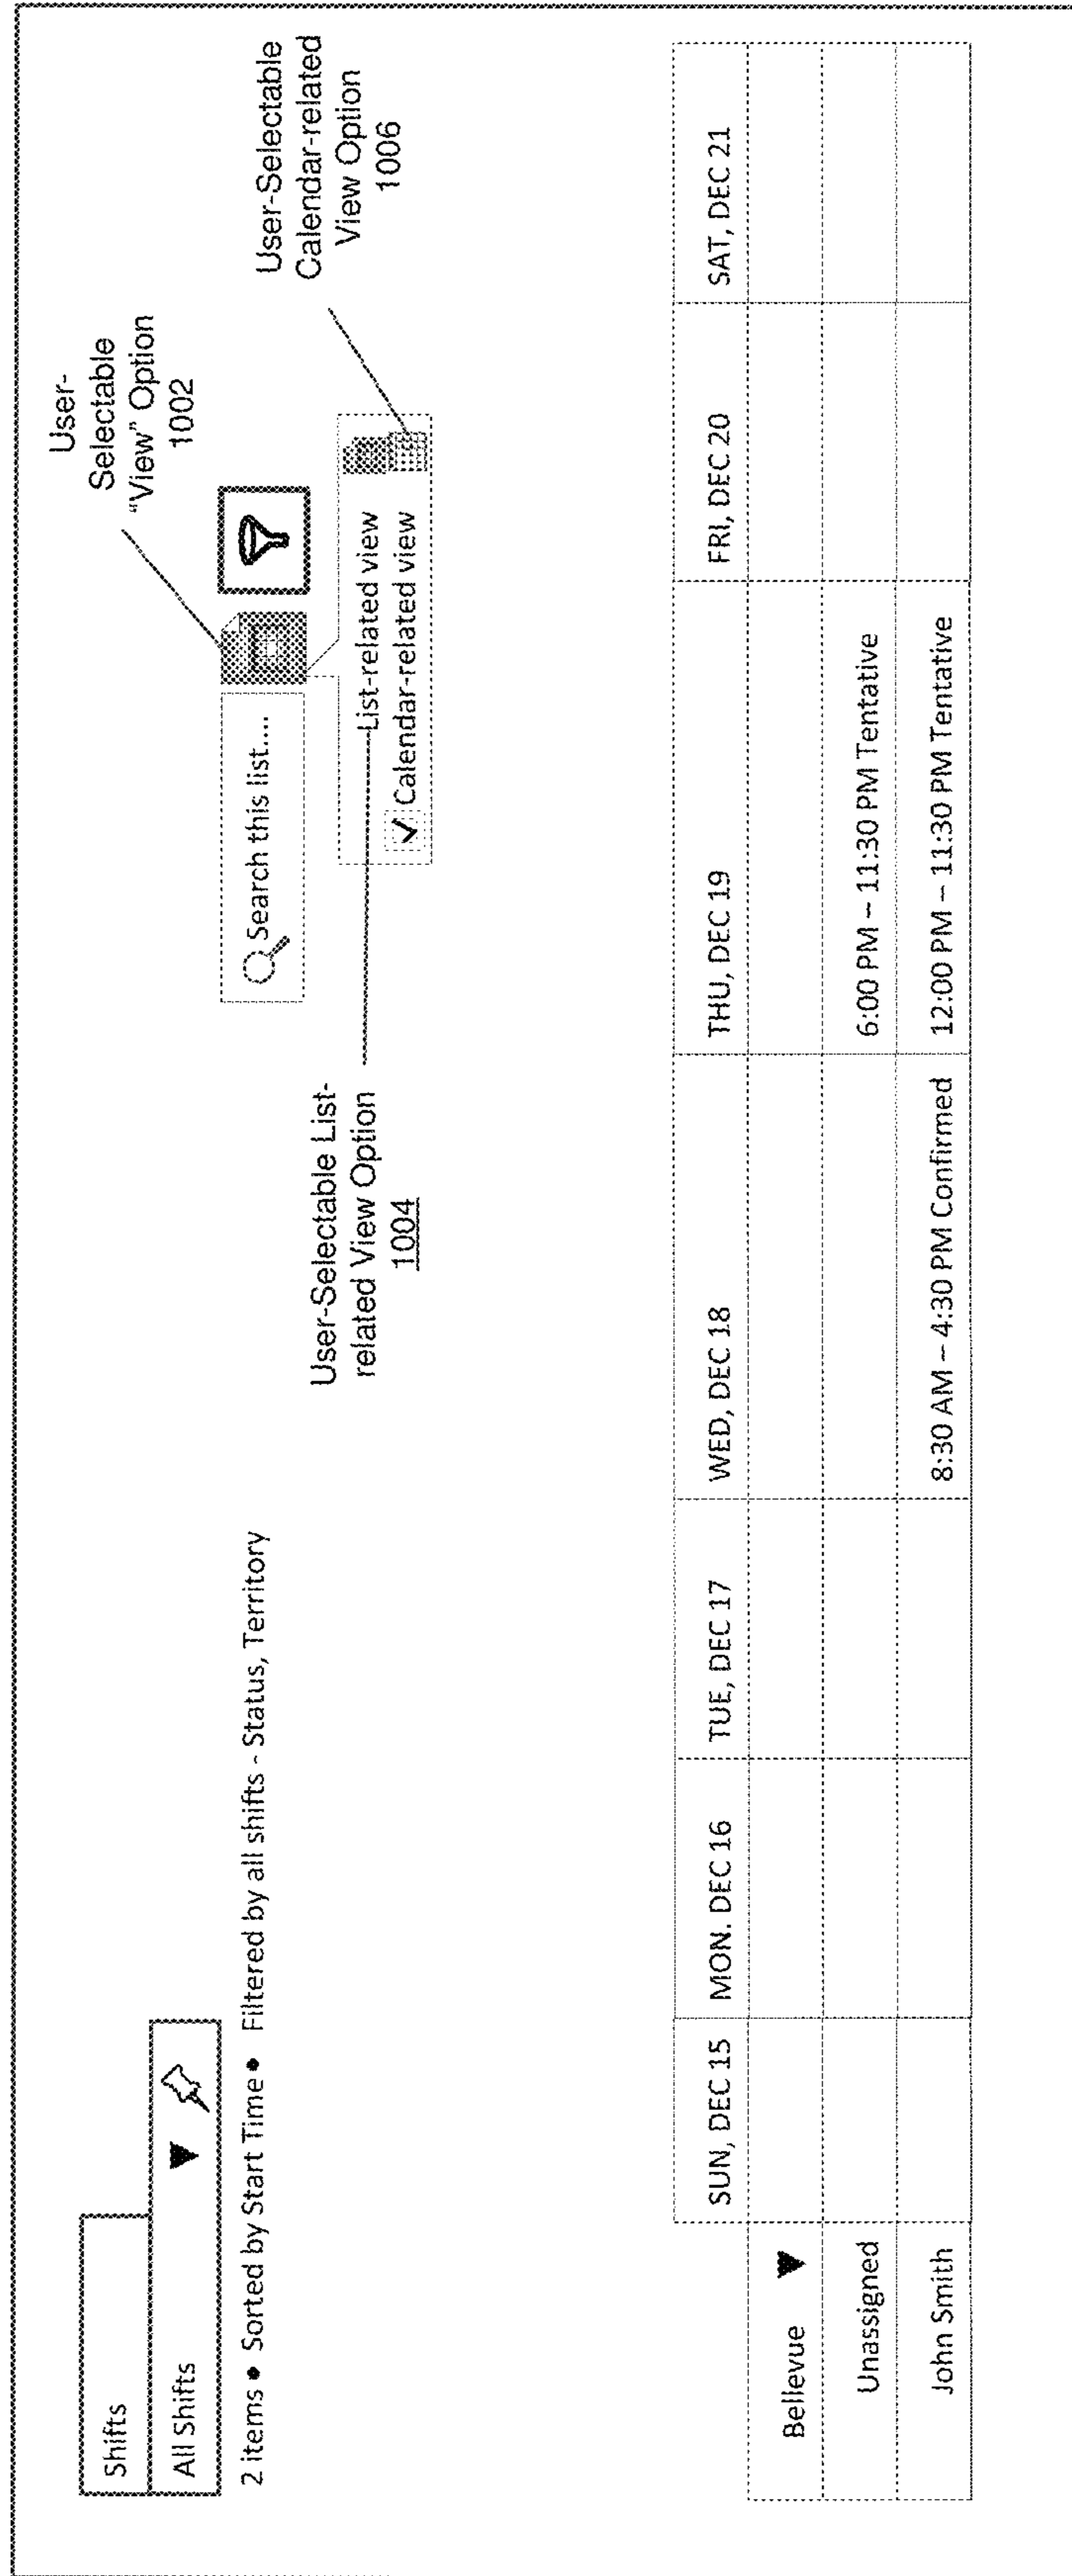 Shifts
All Shifts
2 items • Sorted by Start Time • Filtered by all shifts - Status, Territory
User-
Selectable
“View” Option
1002
Search this list....
List-related view
Calendar-related view
User-Selectable List-
related View Option
1004
User-Selectable
Calendar-related
View Option
1006
SUN, DEC 15 MON. DEC 16 TUE, DEC 17 WED, DEC 18 THU, DEC 19 FRI, DEC 20 SAT, DEC 21
Bellevue
Unassigned 6:00 PM – 11:30 PM Tentative
John Smith 8:30 AM – 4:30 PM Confirmed 12:00 PM – 11:30 PM Tentative